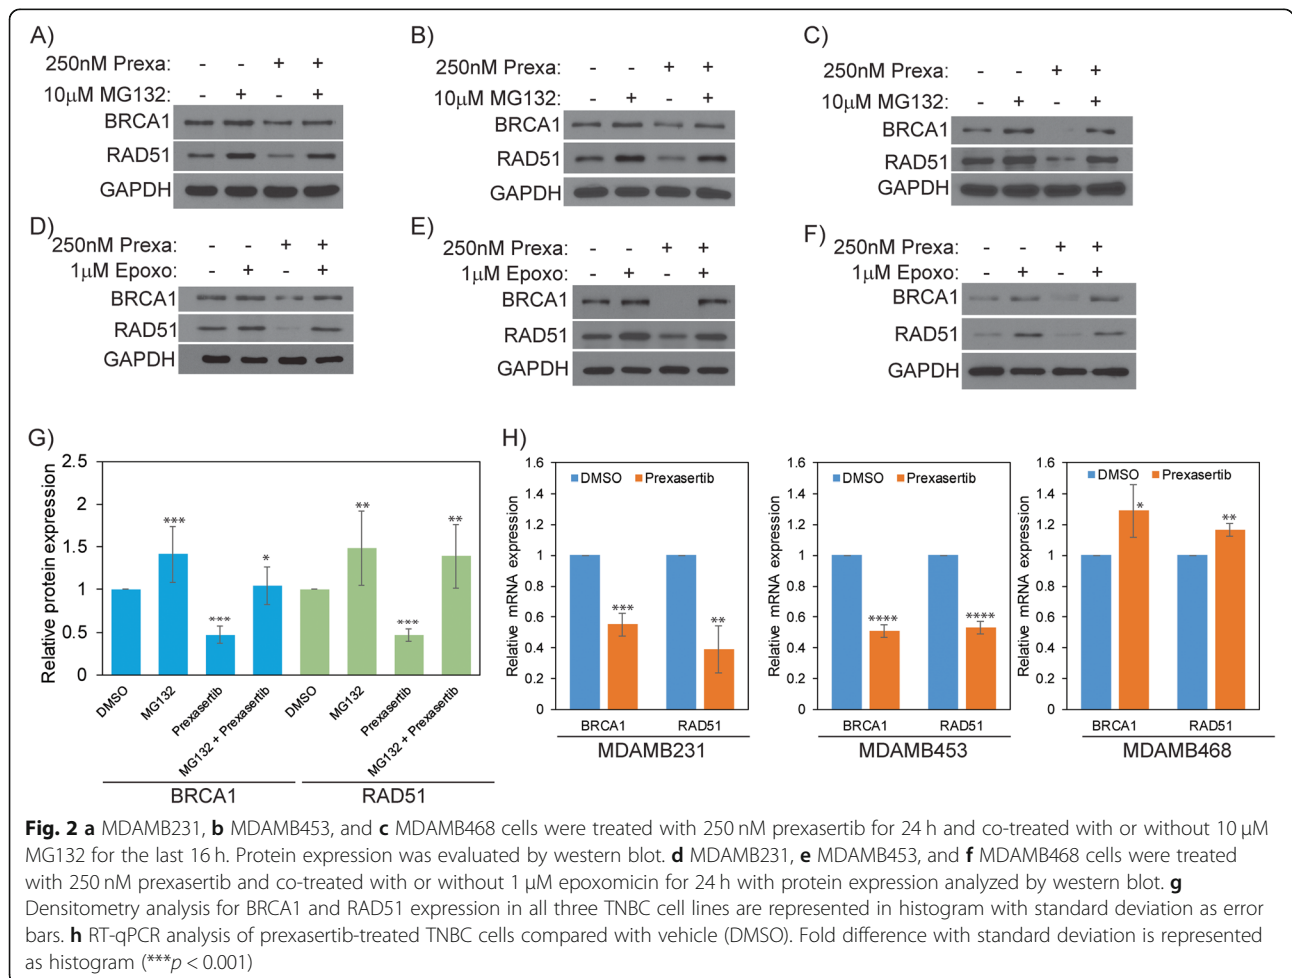 A)
250nM Prexa: - - + +
10µM MG132: - + - +
BRCA1
RAD51
GAPDH
B)
250nM Prexa: - - + +
10µM MG132: - + - +
BRCA1
RAD51
GAPDH
C)
250nM Prexa: - - + +
10µM MG132: - + - +
BRCA1
RAD51
GAPDH
D)
250nM Prexa: - - + +
1µM Epoxo: - + - +
BRCA1
RAD51
GAPDH
E)
250nM Prexa: - - + +
1µM Epoxo: - + - +
BRCA1
RAD51
GAPDH
F)
250nM Prexa: - - + +
1µM Epoxo: - + - +
BRCA1
RAD51
GAPDH
G)
Relative protein expression
2.5
2
1.5
1
0.5
0
*** *** * ** *** **
DMSO
MG132
Prexasertib
MG132 + Prexasertib
DMSO
MG132
Prexasertib
MG132 + Prexasertib
BRCA1 RAD51
H)
Relative mRNA expression
1.6
1.4
1.2
1
0.8
0.6
0.4
0.2
0
DMSO Prexasertib
*** **
BRCA1 RAD51
MDAMB231
Relative mRNA expression
1.6
1.4
1.2
1
0.8
0.6
0.4
0.2
0
DMSO Prexasertib
**** ****
BRCA1 RAD51
MDAMB453
Relative mRNA expression
1.6
1.4
1.2
1
0.8
0.6
0.4
0.2
0
DMSO Prexasertib
* **
BRCA1 RAD51
MDAMB468
Fig. 2 a MDAMB231, b MDAMB453, and c MDAMB468 cells were treated with 250 nM prexasertib for 24 h and co-treated with or without 10 µM
MG132 for the last 16 h. Protein expression was evaluated by western blot. d MDAMB231, e MDAMB453, and f MDAMB468 cells were treated
with 250 nM prexasertib and co-treated with or without 1 µM epoxomicin for 24 h with protein expression analyzed by western blot. g
Densitometry analysis for BRCA1 and RAD51 expression in all three TNBC cell lines are represented in histogram with standard deviation as error
bars. h RT-qPCR analysis of prexasertib-treated TNBC cells compared with vehicle (DMSO). Fold difference with standard deviation is represented
as histogram (***p < 0.001)